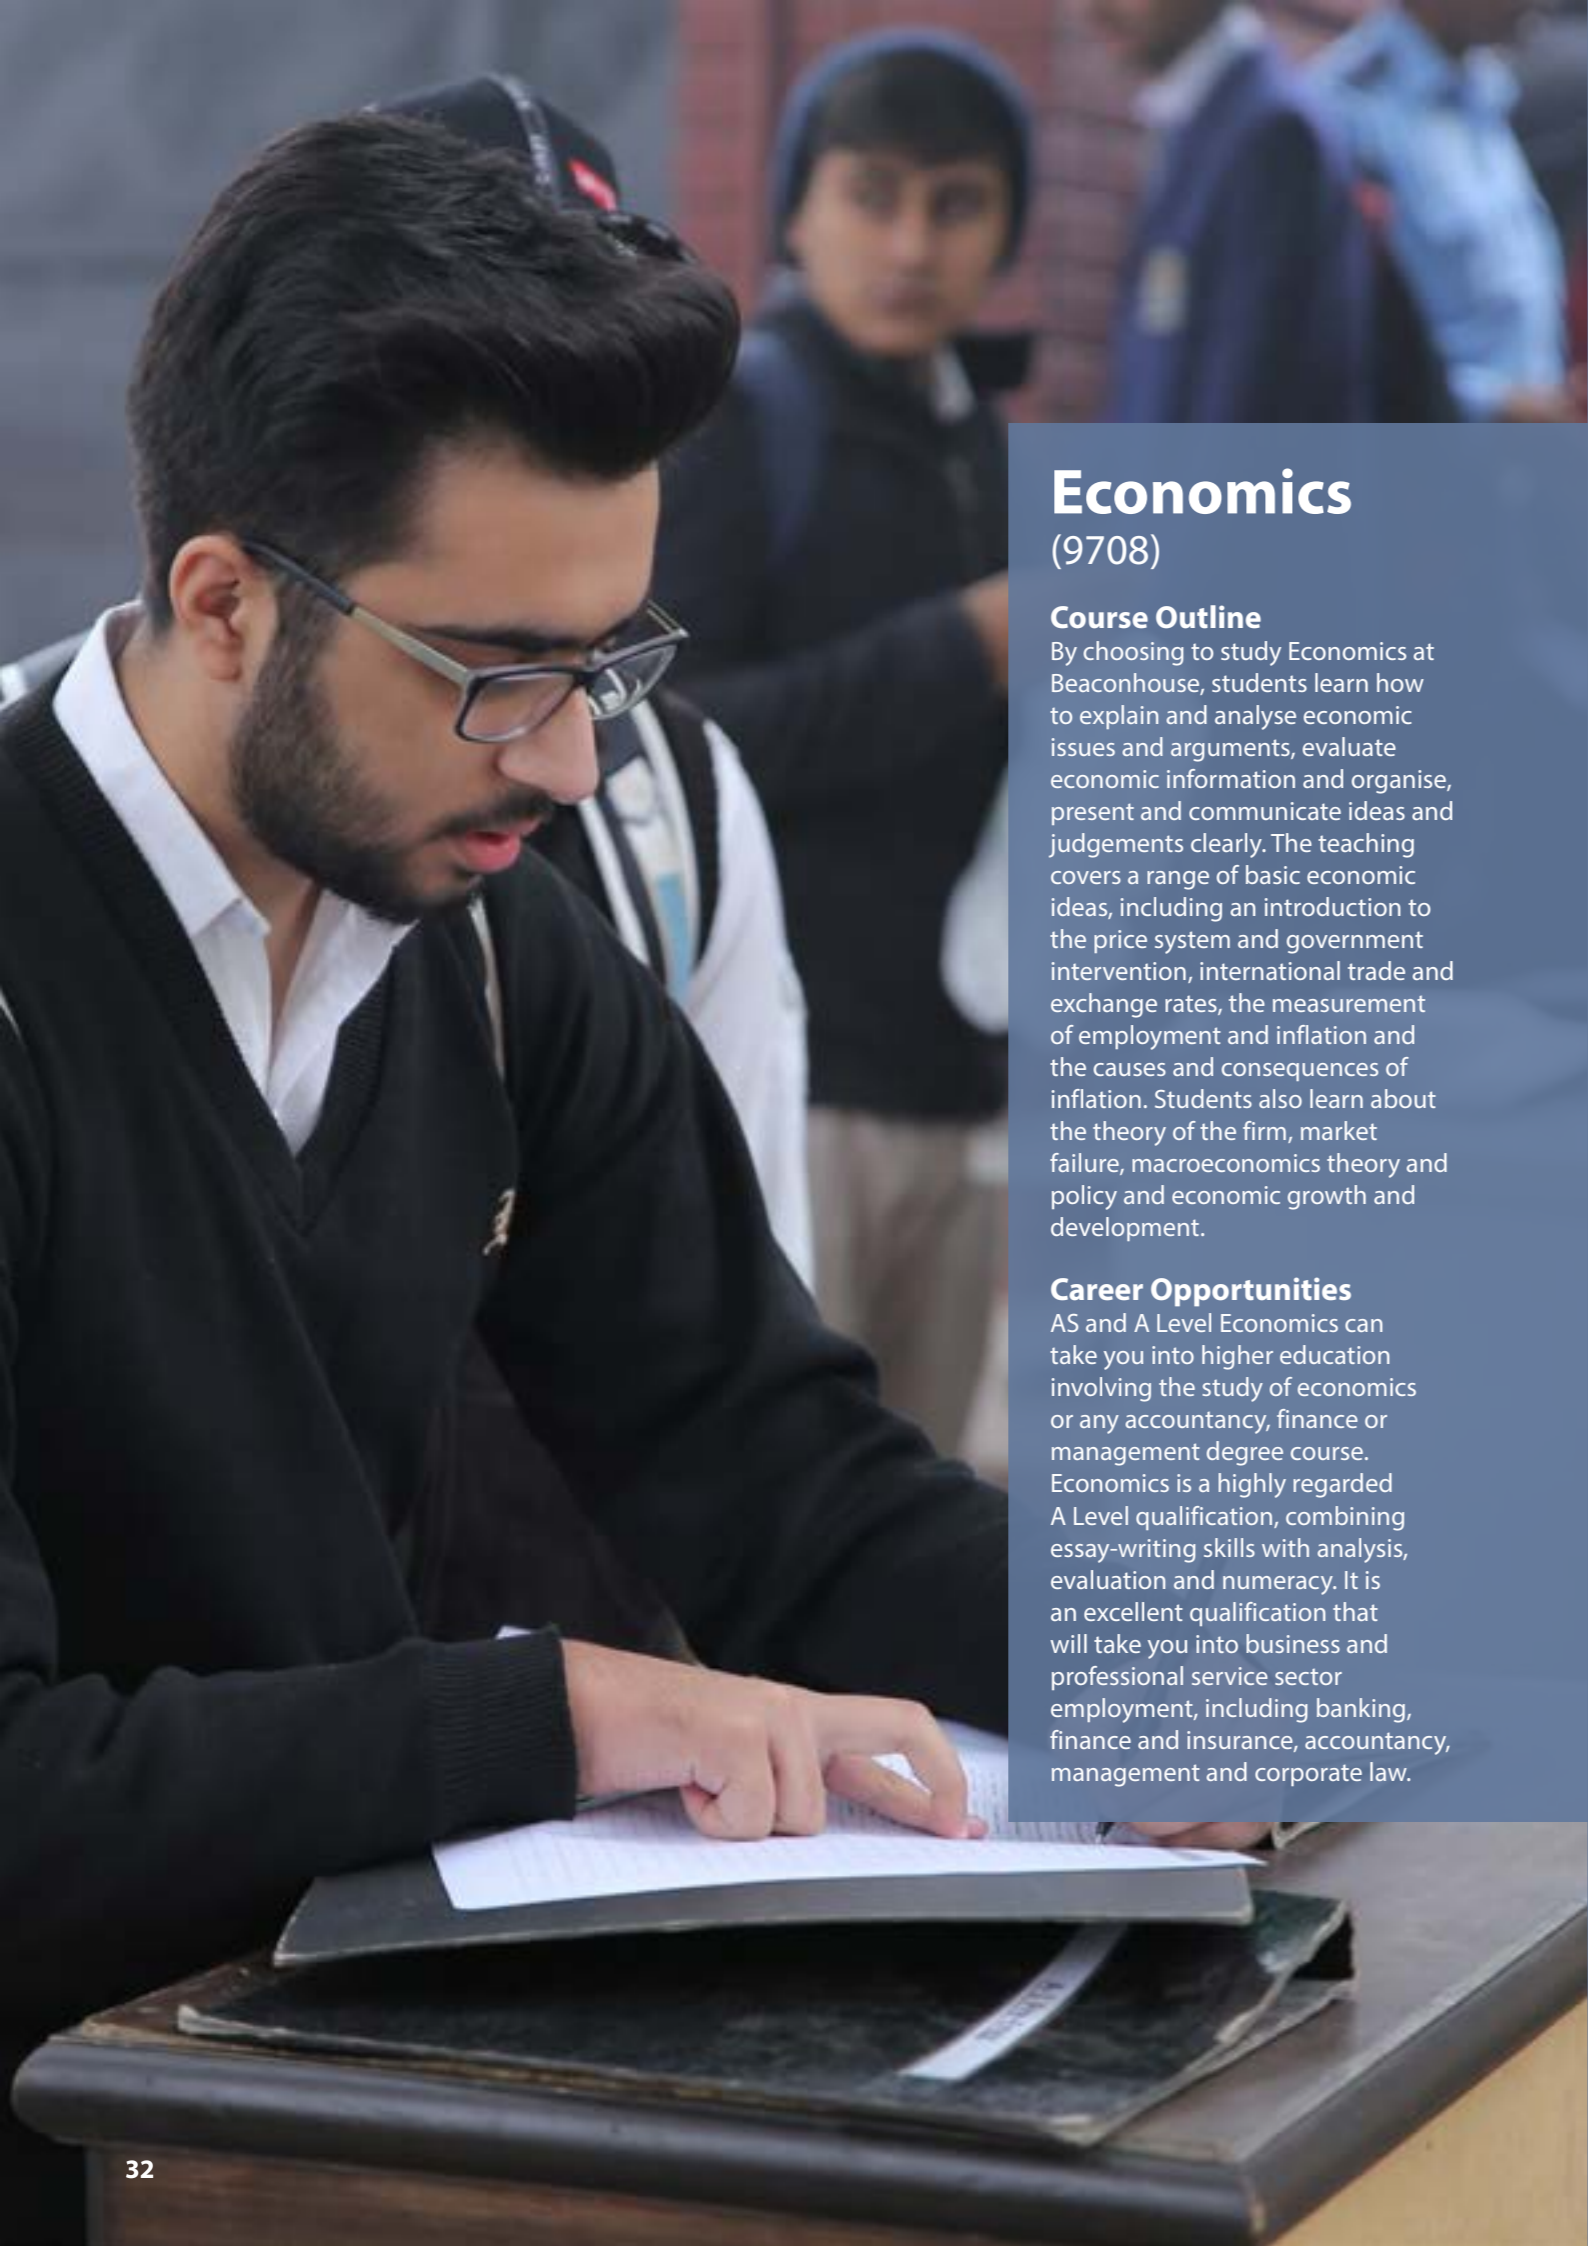 Economics
(9708)
Course Outline
By choosing to study Economics at
Beaconhouse, students learn how
to explain and analyse economic
issues and arguments, evaluate
economic information and organise,
present and communicate ideas and
judgements clearly. The teaching
covers a range of basic economic
ideas, including an introduction to
the price system and government
intervention, international trade and
exchange rates, the measurement
of employment and inflation and
the causes and consequences of
inflation. Students also learn about
the theory of the firm, market
failure, macroeconomics theory and
policy and economic growth and
development.
Career Opportunities
AS and A Level Economics can
take you into higher education
involving the study of economics
or any accountancy, finance or
management degree course.
Economics is a highly regarded
A Level qualification, combining
essay-writing skills with analysis,
evaluation and numeracy. It is
an excellent qualification that
will take you into business and
professional service sector
employment, including banking,
finance and insurance, accountancy,
management and corporate law.
32